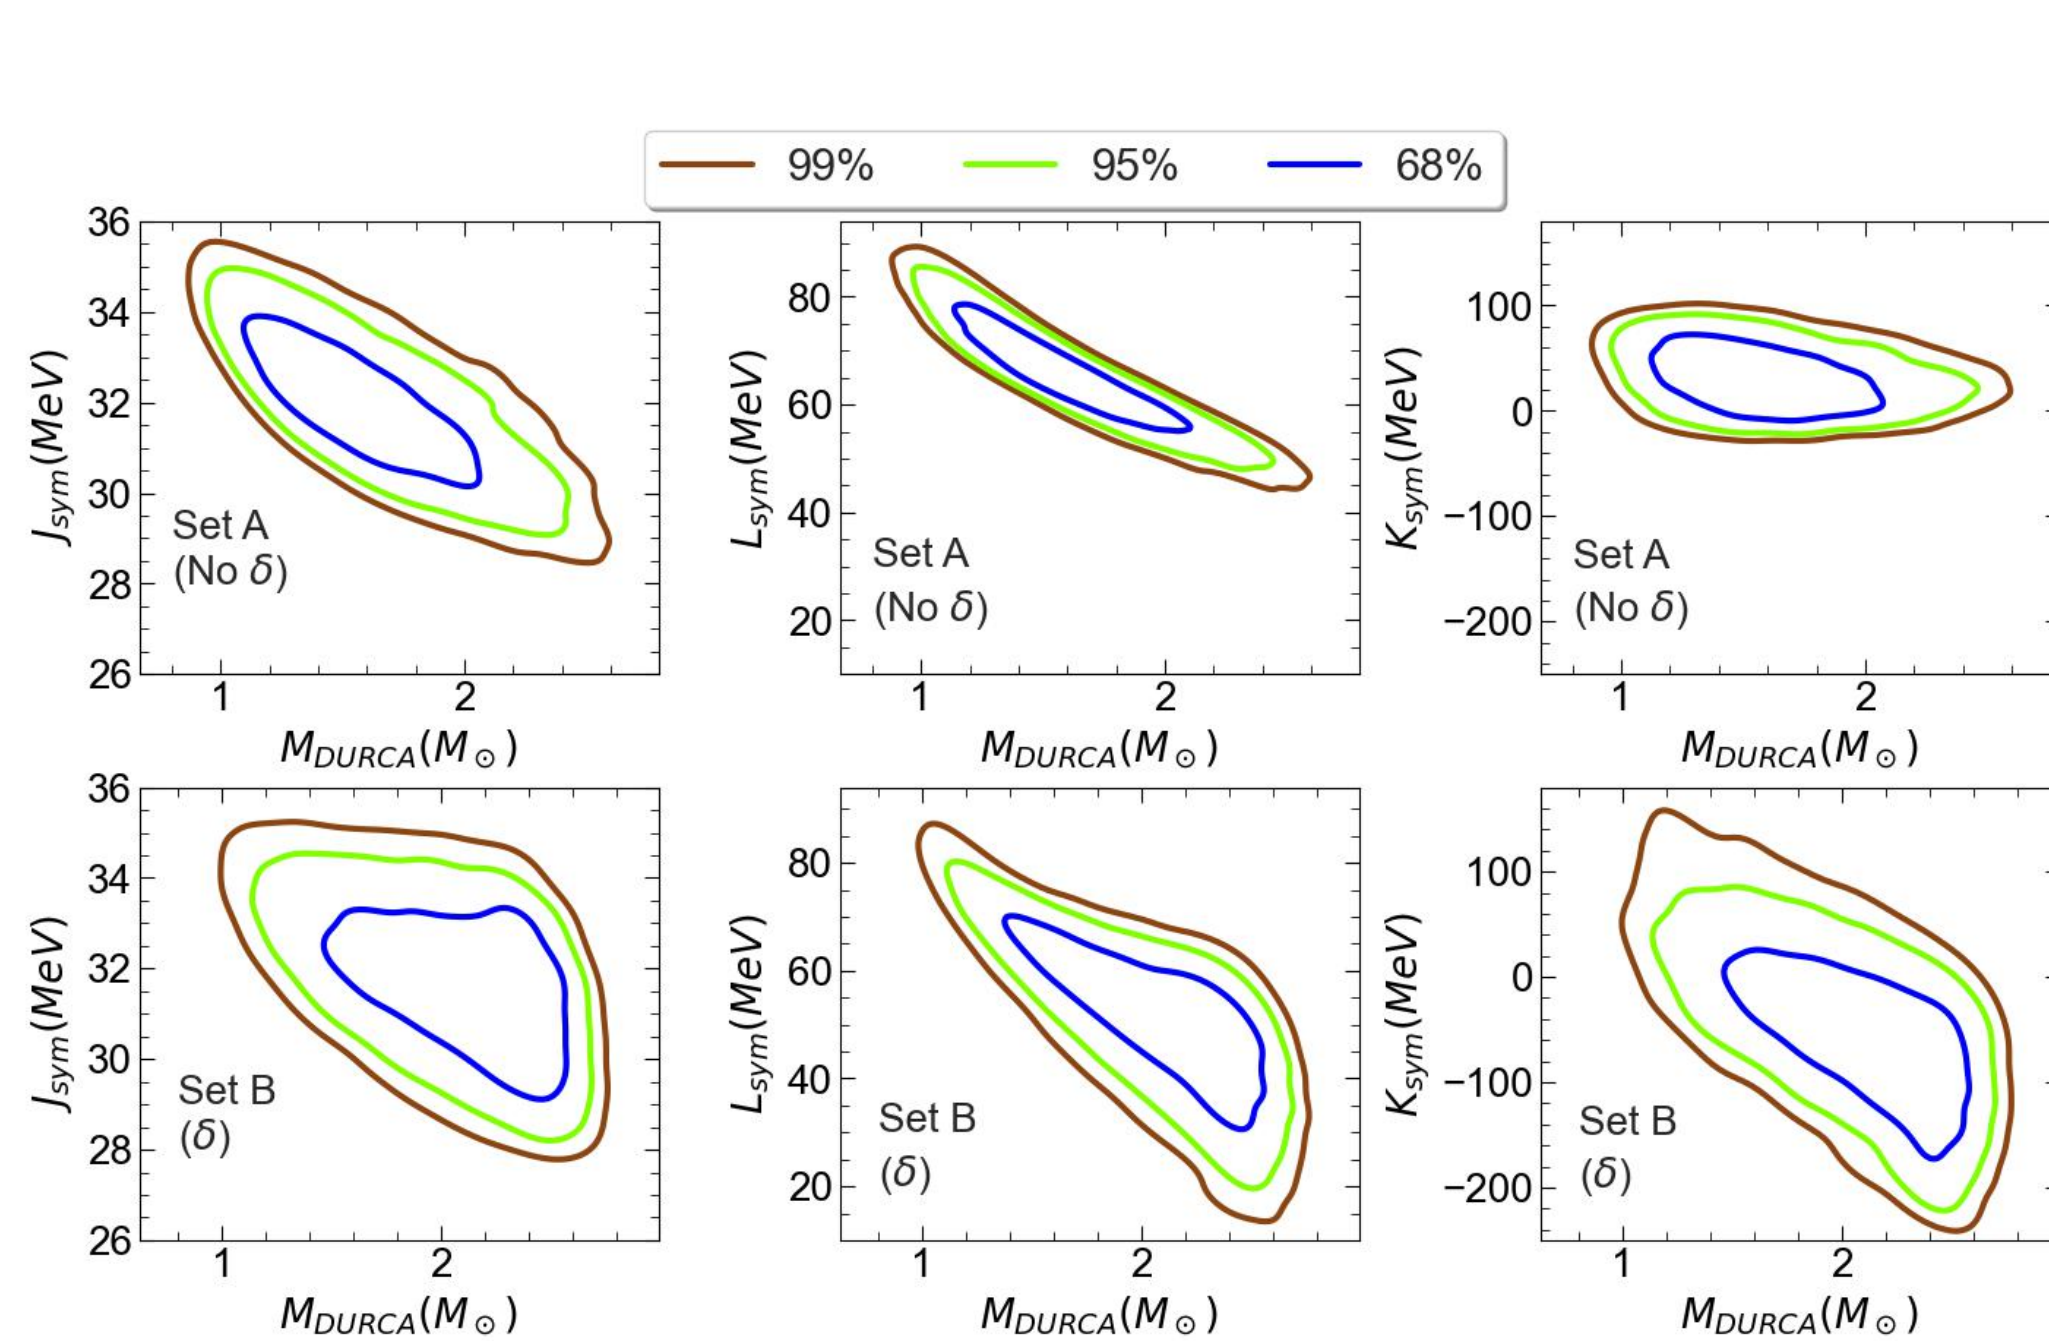 99% 95% 68%
36
34
32
30
28
26
J_sym(MeV)
Set A
(No δ)
1 2
M_DURCA(M_⊙)
80
60
40
20
L_sym(MeV)
Set A
(No δ)
1 2
M_DURCA(M_⊙)
100
0
−100
−200
K_sym(MeV)
Set A
(No δ)
1 2
M_DURCA(M_⊙)
36
34
32
30
28
26
J_sym(MeV)
Set B
(δ)
1 2
M_DURCA(M_⊙)
80
60
40
20
L_sym(MeV)
Set B
(δ)
1 2
M_DURCA(M_⊙)
100
0
−100
−200
K_sym(MeV)
Set B
(δ)
1 2
M_DURCA(M_⊙)